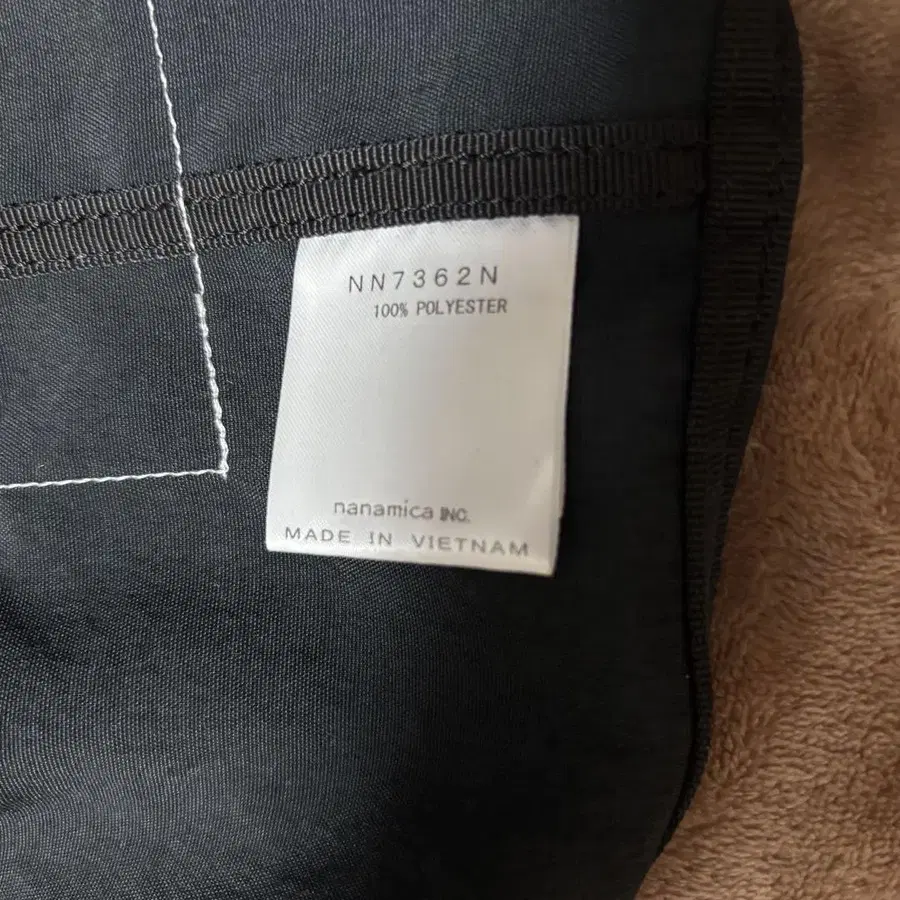 NN7362N
100% POLYESTER
nanamica INC.
MADE IN VIETNAM